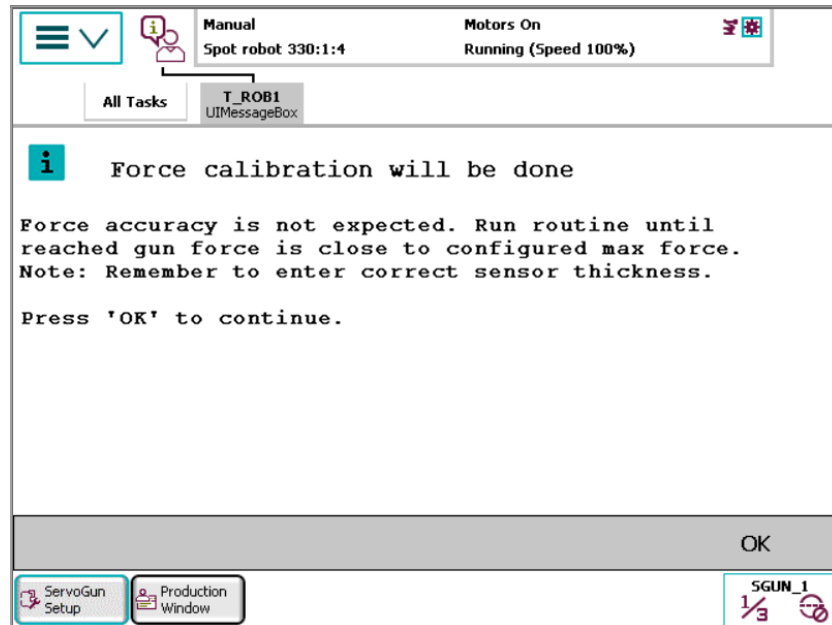 Manual
Spot robot 330:1:4
Motors On
Running (Speed 100%)
All Tasks
T_ROB1
UIMessageBox
Force calibration will be done
Force accuracy is not expected. Run routine until
reached gun force is close to configured max force.
Note: Remember to enter correct sensor thickness.
Press 'OK' to continue.
OK
ServoGun
Setup
Production
Window
SGUN_1
1/3